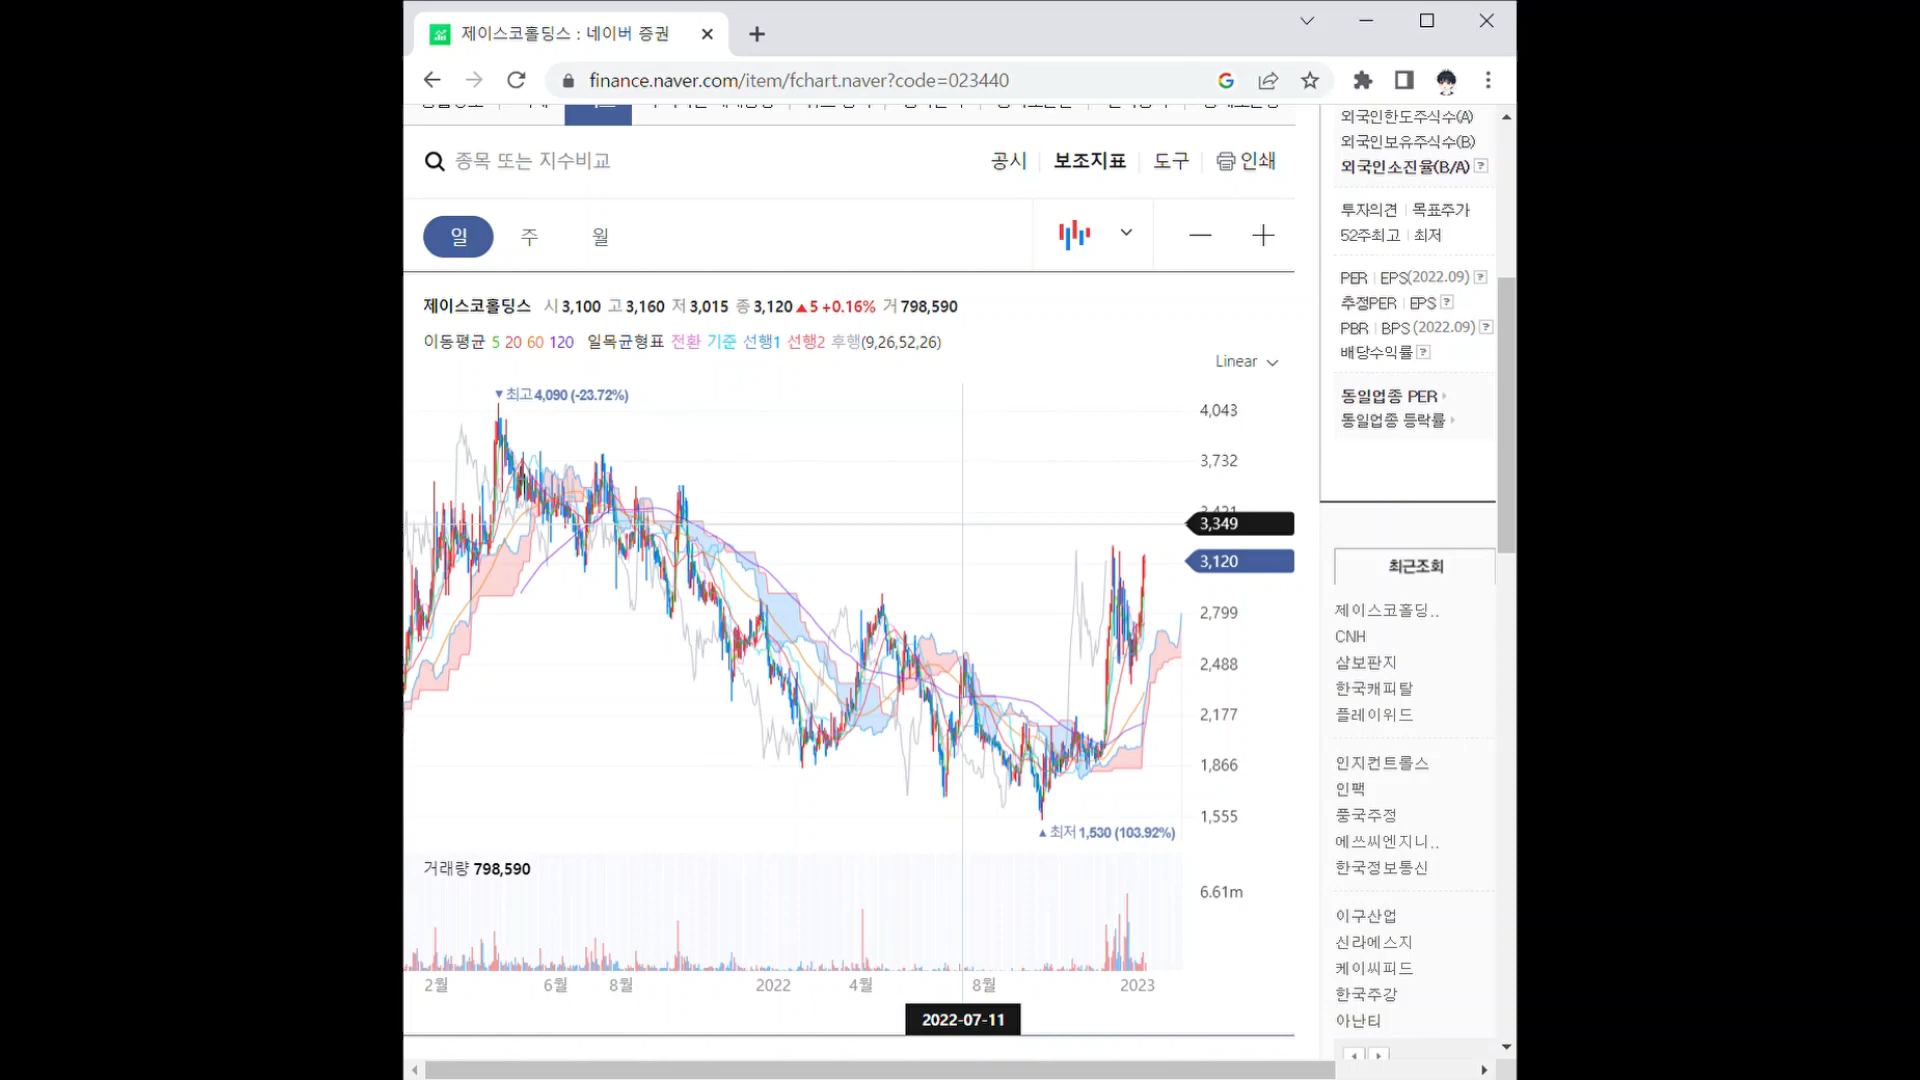 제이스코홀딩스 : 네이버 증권
finance.naver.com/item/fchart.naver?code=023440
종목 또는 지수비교
공시 보조지표 도구 인쇄
일 주 월
제이스코홀딩스 시 3,100 고 3,160 저 3,015 종 3,120 ▲5 +0.16% 거 798,590
이동평균 5 20 60 120 일목균형표 전환 기준 선행1 선행2 후행(9,26,52,26)
Linear
▼최고 4,090 (-23.72%)
4,043
3,732
3,349
3,120
2,799
2,488
2,177
1,866
1,555
▲최저 1,530 (103.92%)
거래량 798,590
6.61m
2월 6월 8월 2022 4월 8월 2023
2022-07-11
외국인한도주식수(A)
외국인보유주식수(B)
외국인소진율(B/A) ?
투자의견 | 목표주가
52주최고 | 최저
PER | EPS(2022.09) ?
추정PER | EPS ?
PBR | BPS (2022.09) ?
배당수익률 ?
동일업종 PER
동일업종 등락률
최근조회
제이스코홀딩..
CNH
삼보판지
한국캐피탈
플레이위드
인지컨트롤스
인팩
풍국주정
에쓰씨엔지니..
한국정보통신
이구산업
신라에스지
케이씨피드
한국주강
아난티